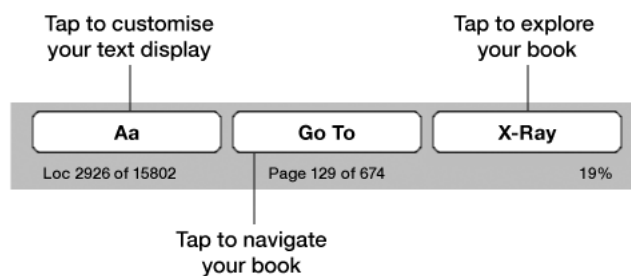 Tap to customise
your text display
Tap to explore
your book
Aa
Go To
X-Ray
Loc 2926 of 15802
Page 129 of 674
19%
Tap to navigate
your book